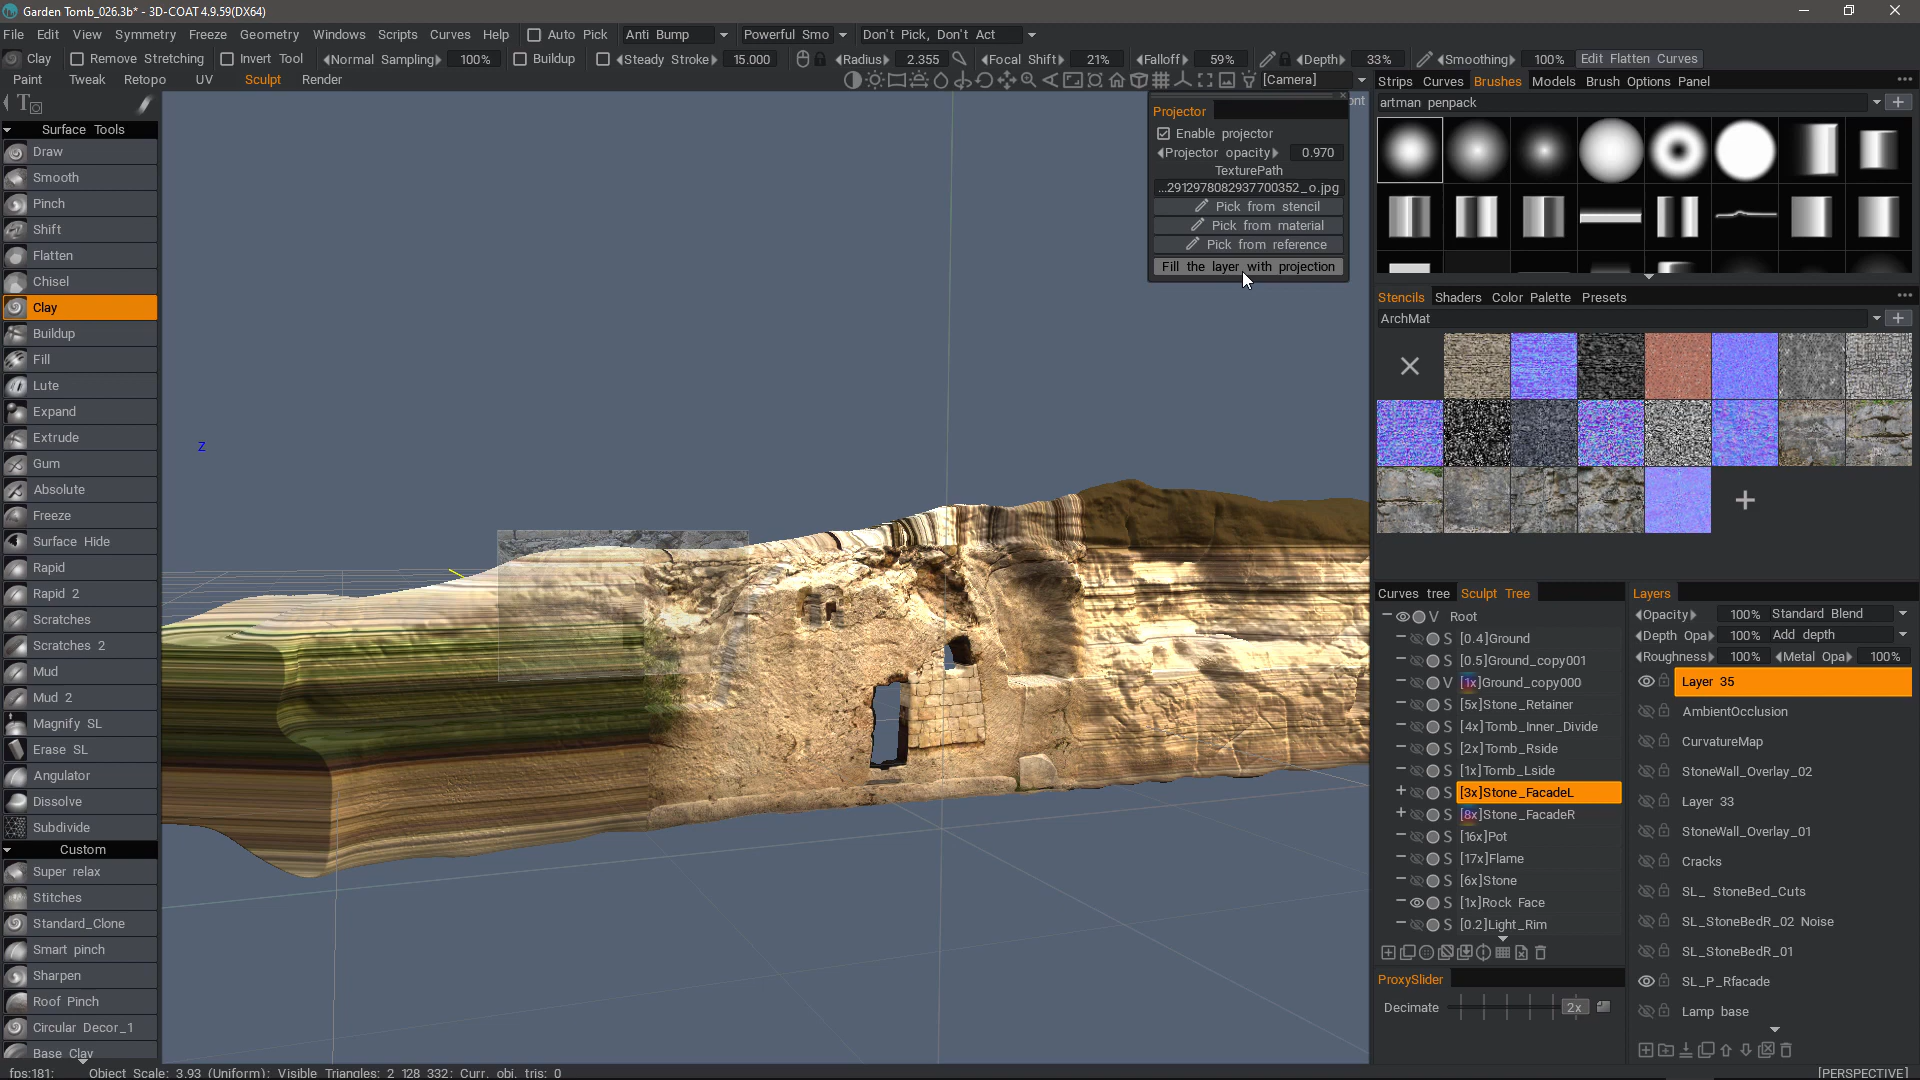 Garden Tomb_026.3b* - 3D-COAT 4.9.59(DX64)
File Edit View Symmetry Freeze Geometry Windows Scripts Curves Help Auto Pick Anti Bump Powerful Smo Don't Pick, Don't Act
Clay Remove Stretching Invert Tool Normal Sampling 100% Buildup Steady Stroke 15.000 Radius 2.355 Focal Shift 21% Falloff 59% Depth 33% Smoothing 100% Edit Flatten Curves
Paint Tweak Retopo UV Sculpt Render [Camera]
Strips Curves Brushes Models Brush Options Panel
artman penpack
Surface Tools
Draw
Smooth
Pinch
Shift
Flatten
Chisel
Clay
Buildup
Fill
Lute
Expand
Extrude
Gum
Absolute
Freeze
Surface Hide
Rapid
Rapid 2
Scratches
Scratches 2
Mud
Mud 2
Magnify SL
Erase SL
Angulator
Dissolve
Subdivide
Custom
Super relax
Stitches
Standard_Clone
Smart pinch
Sharpen
Roof Pinch
Circular Decor_1
Base Clay
ont
Projector
Enable projector
Projector opacity 0.970
TexturePath
...2912978082937700352_o.jpg
Pick from stencil
Pick from material
Pick from reference
Fill the layer with projection
Z
Stencils Shaders Color Palette Presets
ArchMat
Curves tree Sculpt Tree
V Root
S [0.4]Ground
S [0.5]Ground_copy001
V [1x]Ground_copy000
S [5x]Stone_Retainer
S [4x]Tomb_Inner_Divide
S [2x]Tomb_Rside
S [1x]Tomb_Lside
S [3x]Stone_FacadeL
S [8x]Stone_FacadeR
S [16x]Pot
S [17x]Flame
S [6x]Stone
S [1x]Rock Face
S [0.2]Light_Rim
ProxySlider
Decimate 2x
Layers
Opacity 100% Standard Blend
Depth Opa 100% Add depth
Roughness 100% Metal Opa 100%
Layer 35
AmbientOcclusion
CurvatureMap
StoneWall_Overlay_02
Layer 33
StoneWall_Overlay_01
Cracks
SL_ StoneBed_Cuts
SL_StoneBedR_02 Noise
SL_StoneBedR_01
SL_P_Rfacade
Lamp base
fps:181; Object Scale: 3.93 (Uniform); Visible Triangles: 2 128 332; Curr. obj. tris: 0 [PERSPECTIVE]